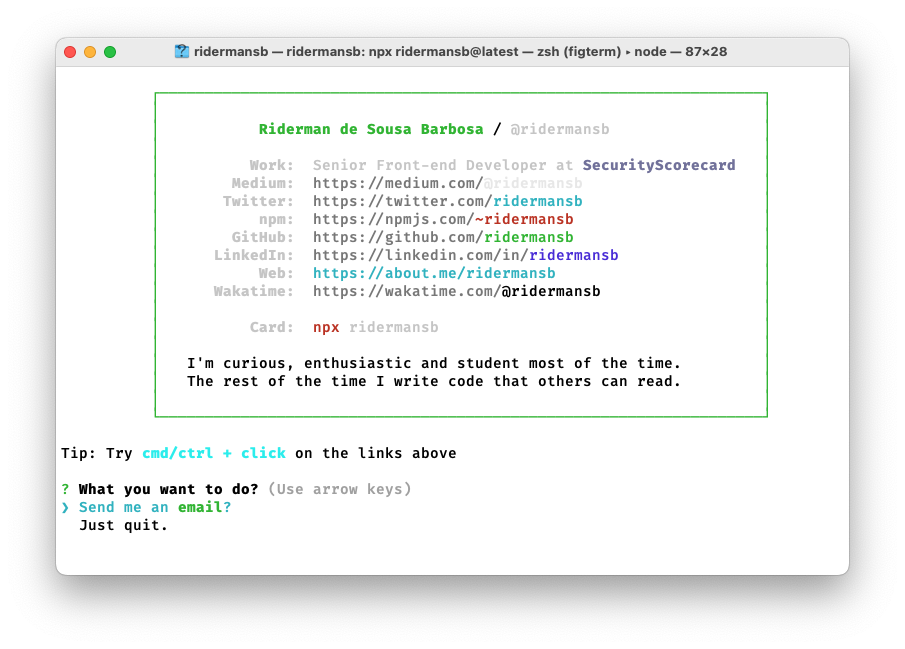 ridermansb — ridermansb: npx ridermansb@latest — zsh (figterm) ▸ node — 87×28
Riderman de Sousa Barbosa / @ridermansb
Work: Senior Front-end Developer at SecurityScorecard
Medium: https://medium.com/@ridermansb
Twitter: https://twitter.com/ridermansb
npm: https://npmjs.com/~ridermansb
GitHub: https://github.com/ridermansb
LinkedIn: https://linkedin.com/in/ridermansb
Web: https://about.me/ridermansb
Wakatime: https://wakatime.com/@ridermansb
Card: npx ridermansb
I'm curious, enthusiastic and student most of the time.
The rest of the time I write code that others can read.
Tip: Try cmd/ctrl + click on the links above
? What you want to do? (Use arrow keys)
❯ Send me an email?
Just quit.